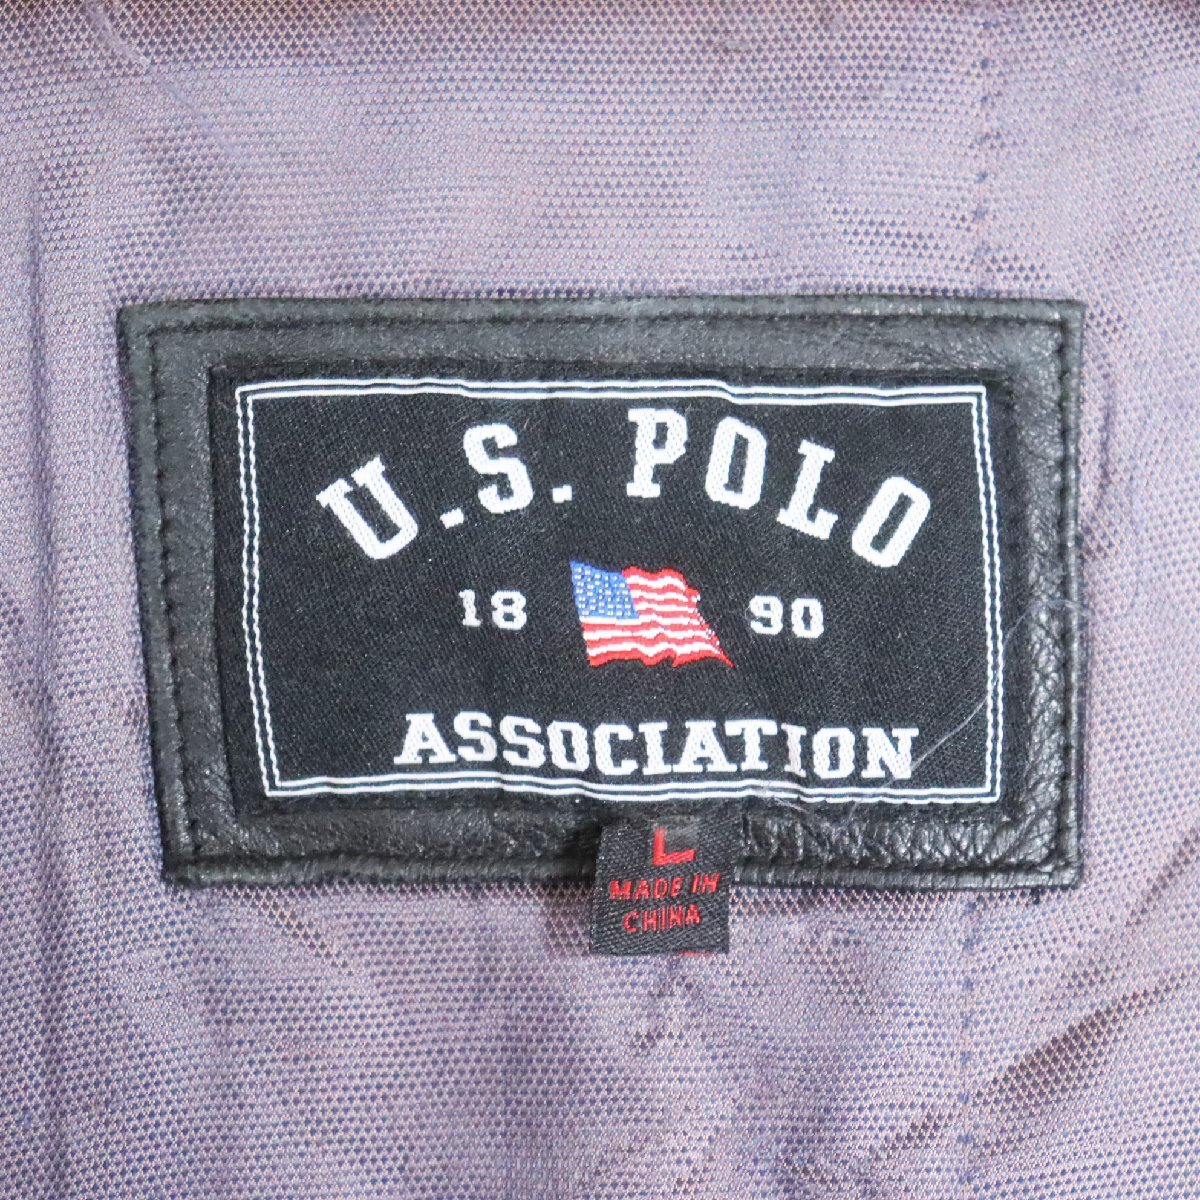 U.S. POLO
18 90
ASSOCIATION
L
MADE IN
CHINA